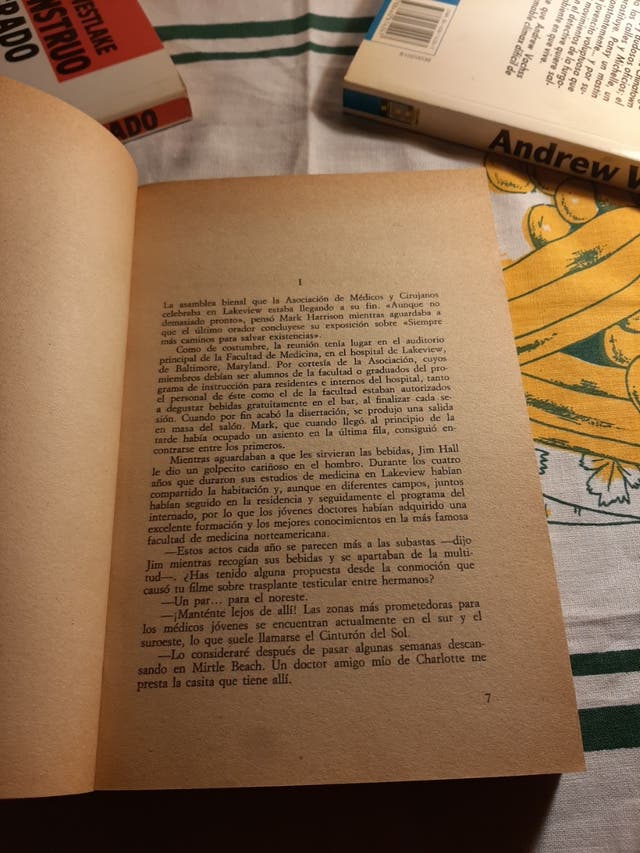 WESTLAKE
NSTRUO
RADO
RADO
Andrew V
Andrew Vachss
I
La asamblea bienal que la Asociación de Médicos y Cirujanos
celebraba en Lakeview estaba llegando a su fin. «Aunque no
demasiado pronto», pensó Mark Harrison mientras aguardaba a
que el último orador concluyese su exposición sobre «Siempre
más caminos para salvar existencias».
Como de costumbre, la reunión tenía lugar en el auditorio
principal de la Facultad de Medicina, en el hospital de Lakeview,
de Baltimore, Maryland. Por cortesía de la Asociación, cuyos
miembros debían ser alumnos de la facultad o graduados del pro-
grama de instrucción para residentes e internos del hospital, tanto
el personal de éste como el de la facultad estaban autorizados
a degustar bebidas gratuitamente en el bar, al finalizar cada se-
sión. Cuando por fin acabó la disertación, se produjo una salida
en masa del salón. Mark, que cuando llegó al principio de la
tarde había ocupado un asiento en la última fila, consiguió en-
contrarse entre los primeros.
Mientras aguardaban a que les sirvieran las bebidas, Jim Hall
le dio un golpecito cariñoso en el hombro. Durante los cuatro
años que duraron sus estudios de medicina en Lakeview habían
compartido la habitación y, aunque en diferentes campos, juntos
habían seguido en la residencia y seguidamente el programa del
internado, por lo que los jóvenes doctores habían adquirido una
excelente formación y los mejores conocimientos en la más famosa
facultad de medicina norteamericana.
—Estos actos cada año se parecen más a las subastas —dijo
Jim mientras recogían sus bebidas y se apartaban de la multi-
tud—. ¿Has tenido alguna propuesta desde la conmoción que
causó tu filme sobre trasplante testicular entre hermanos?
—Un par... para el noreste.
—¡Manténte lejos de allí! Las zonas más prometedoras para
los médicos jóvenes se encuentran actualmente en el sur y el
suroeste, lo que suele llamarse el Cinturón del Sol.
—Lo consideraré después de pasar algunas semanas descan-
sando en Mirtle Beach. Un doctor amigo mío de Charlotte me
presta la casita que tiene allí.
7